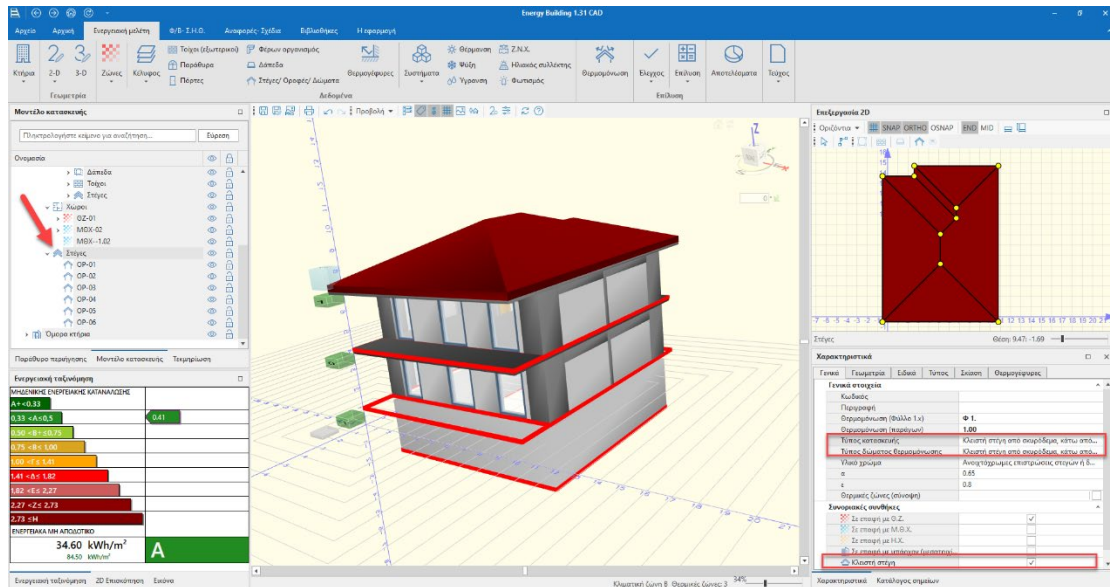 Energy Building 1.31 CAD
Αρχείο Αρχική Ενεργειακή μελέτη Φ/Β- Σ.Η.Θ. Αναφορές- Σχέδια Βιβλιοθήκες Η εφαρμογή
Κτήρια 2-D 3-D Ζώνες Κέλυφος
Τοίχοι (εξωτερικοί) Φέρων οργανισμός
Παράθυρα Δάπεδα
Πόρτες Στέγες/ Οροφές/ Δώματα
Θερμογέφυρες Συστήματα
Θέρμανση Ζ.Ν.Χ.
Ψύξη Ηλιακός συλλέκτης
Ύγρανση Φωτισμός
Θερμομόνωση Έλεγχος Επίλυση Αποτελέσματα Τεύχος
Γεωμετρία Δεδομένα Επίλυση
Μοντέλο κατασκευής
Πληκτρολογήστε κείμενο για αναζήτηση... Εύρεση
Ονομασία
Δάπεδα
Τοίχοι
Στέγες
Χώροι
ΘΖ-01
ΜΘΧ-02
ΜΘΧ--1.02
Στέγες
ΟΡ-01
ΟΡ-02
ΟΡ-03
ΟΡ-04
ΟΡ-05
ΟΡ-06
Όμορα κτήρια
Παράθυρο περιήγησης Μοντέλο κατασκευής Τεκμηρίωση
Ενεργειακή ταξινόμηση
ΜΗΔΕΝΙΚΗΣ ΕΝΕΡΓΕΙΑΚΗΣ ΚΑΤΑΝΑΛΩΣΗΣ
A+<0.33
0,33 <A≤0,5 0.41
0,50 <B+≤0,75
0,75 <B≤ 1,00
1,00 <Γ≤ 1,41
1,41 <Δ≤ 1,82
1,82 <E≤ 2,27
2,27 <Z≤ 2,73
2,73 ≤H
ΕΝΕΡΓΕΙΑΚΑ ΜΗ ΑΠΟΔΟΤΙΚΟ
34.60 kWh/m²
84.50 kWh/m²
A
Ενεργειακή ταξινόμηση 2D Επισκόπηση Εικόνα
Προβολή
Z
0
Κλιματική ζώνη Β Θερμικές ζώνες: 3 34%
Επεξεργασία 2D
Οριζόντια SNAP ORTHO OSNAP END MID
Στέγες Θέση: 9.47; -1.69
Χαρακτηριστικά
Γενικά Γεωμετρία Ειδικά Τύπος Σκίαση Θερμογέφυρες
Γενικά στοιχεία
Κωδικός
Περιγραφή
Θερμομόνωση (Φύλλο 1.x) Φ 1.
Θερμομόνωση (παράγων) 1.00
Τύπος κατασκευής Κλειστή στέγη από σκυρόδεμα, κάτω από...
Τύπος δώματος θερμομόνωσης Κλειστή στέγη από σκυρόδεμα, κάτω από...
Υλικό χρώμα Ανοιχτόχρωμες επιστρώσεις στεγών ή δ...
α 0.65
ε 0.8
Θερμικές ζώνες (σύνοψη)
Συνοριακές συνθήκες
Σε επαφή με Θ.Ζ.
Σε επαφή με Μ.Θ.Χ.
Σε επαφή με Η.Χ.
Κλειστή στέγη
Χαρακτηριστικά Κατάλογος σημείων